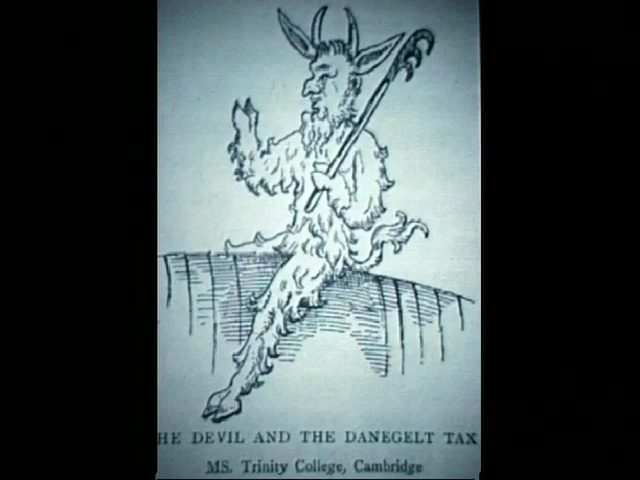 HE DEVIL AND THE DANEGELT TAX
MS. Trinity College, Cambridge